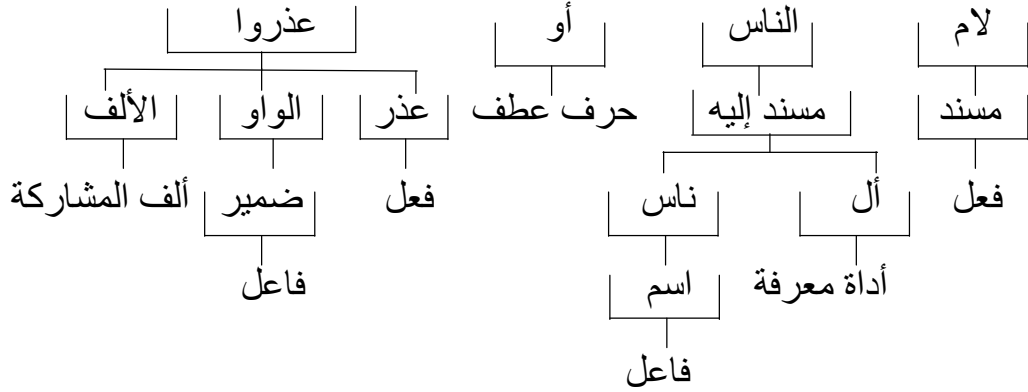 لام الناس أو عذروا
مسند مسند إليه حرف عطف عذر الواو الألف
فعل أل ناس فعل ضمير ألف المشاركة
أداة معرفة اسم فاعل
فاعل